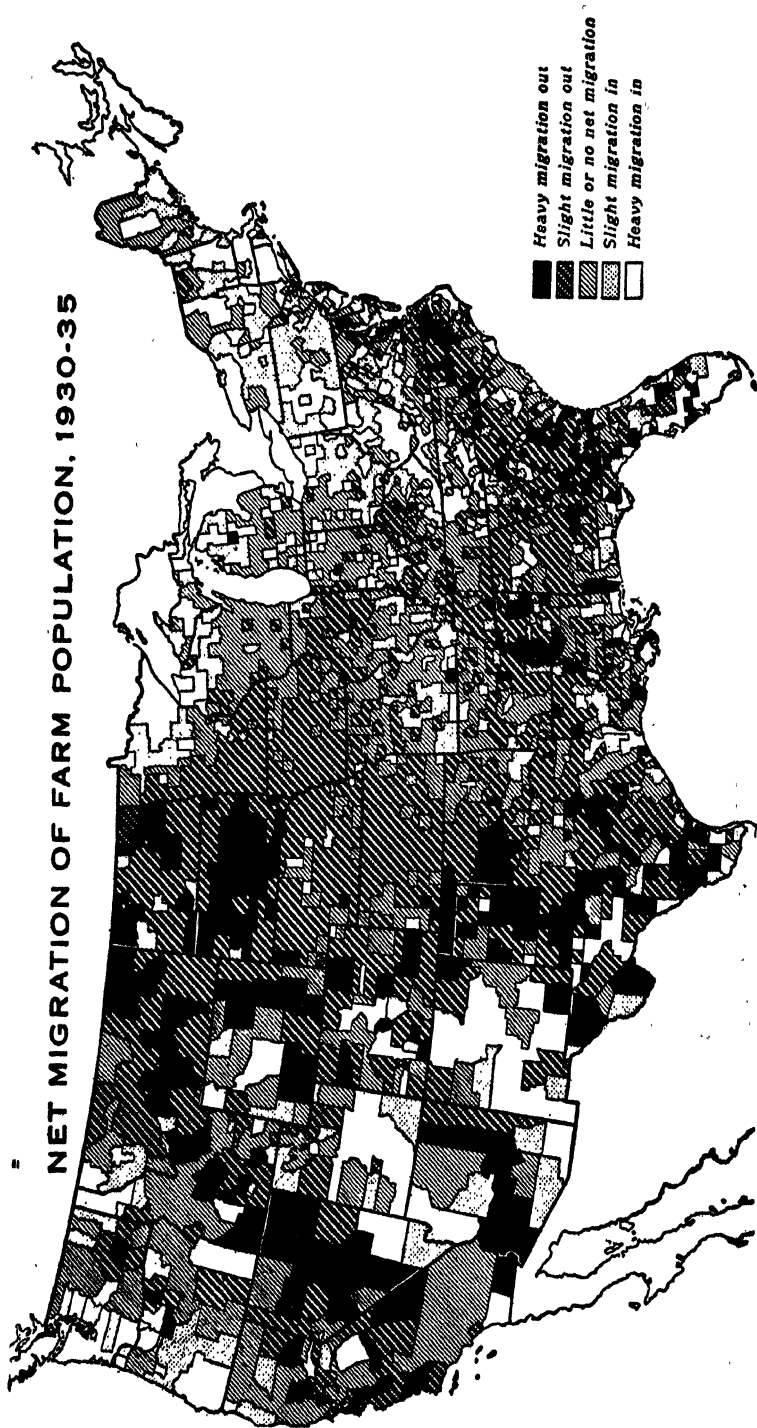 NET MIGRATION OF FARM POPULATION, 1930-35
Heavy migration out
Slight migration out
Little or no net migration
Slight migration in
Heavy migration in